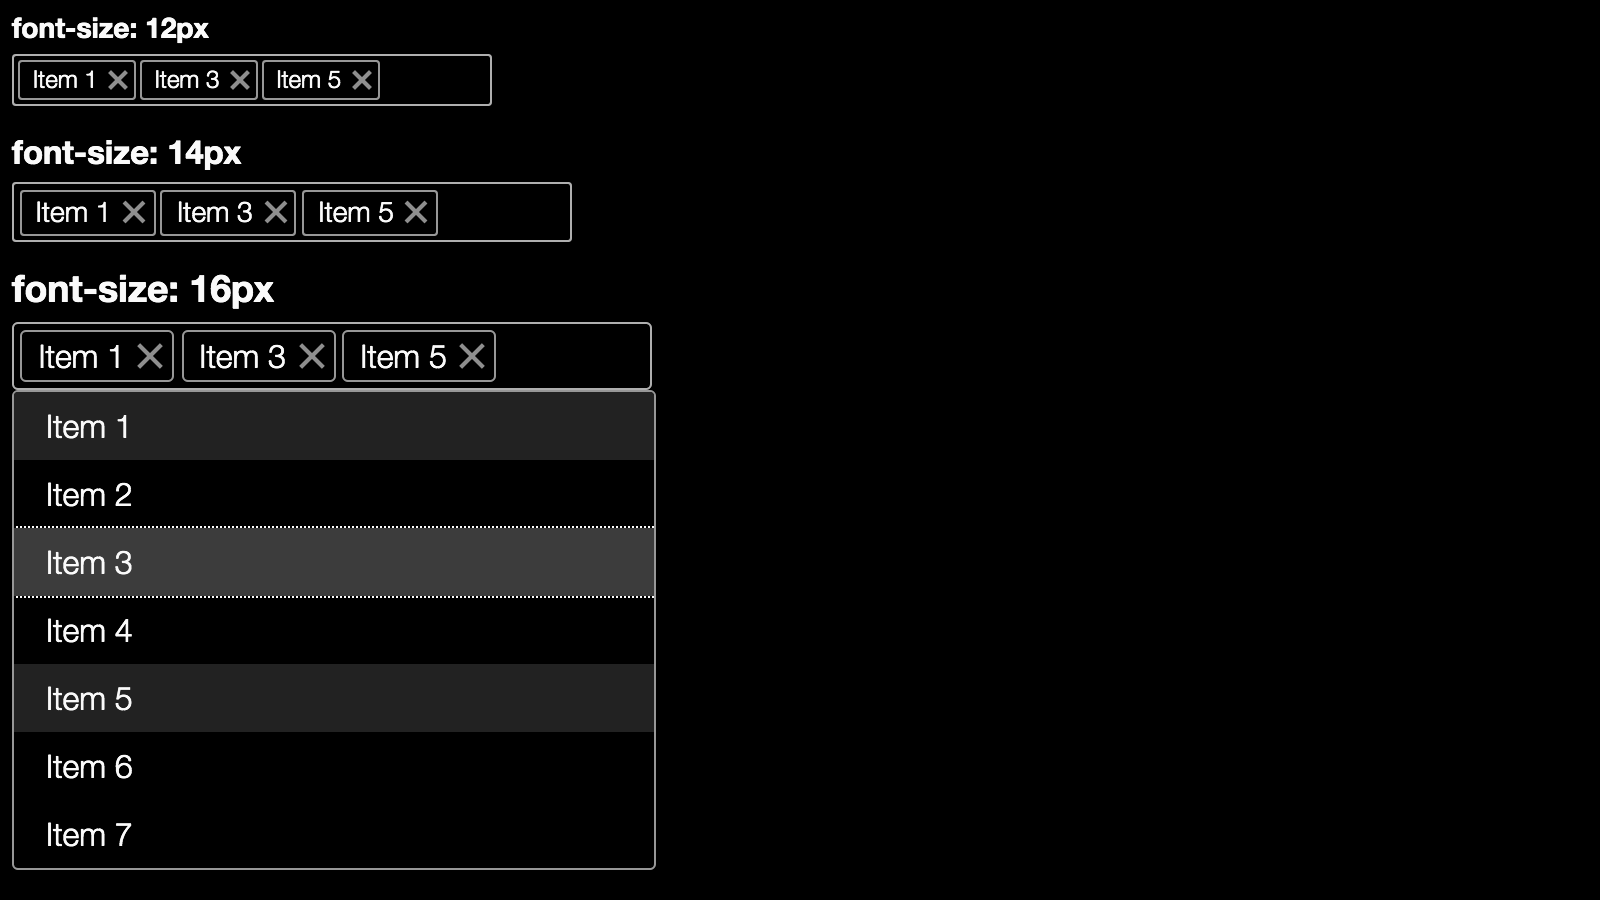 font-size: 12px
Item 1 Item 3 Item 5
font-size: 14px
Item 1 Item 3 Item 5
font-size: 16px
Item 1 Item 3 Item 5
Item 1
Item 2
Item 3
Item 4
Item 5
Item 6
Item 7